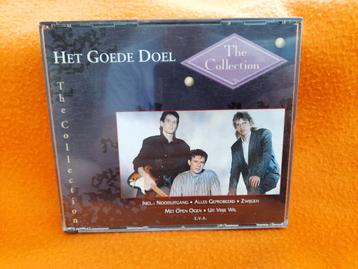 HET GOEDE DOEL
The
Collection
The Collection
INCL.: NOODUITGANG • ALLES GEPROBEERD • ZWIJGEN
MET OPEN OGEN • UIT VRIJE WIL
E.V.A.